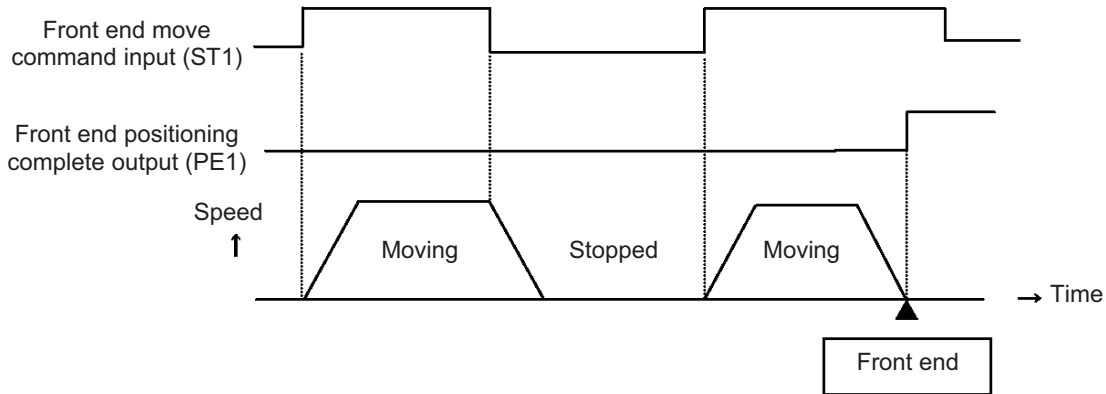 Front end move
command input (ST1)
Front end positioning
complete output (PE1)
Speed
↑
Moving
Stopped
Moving
→ Time
Front end